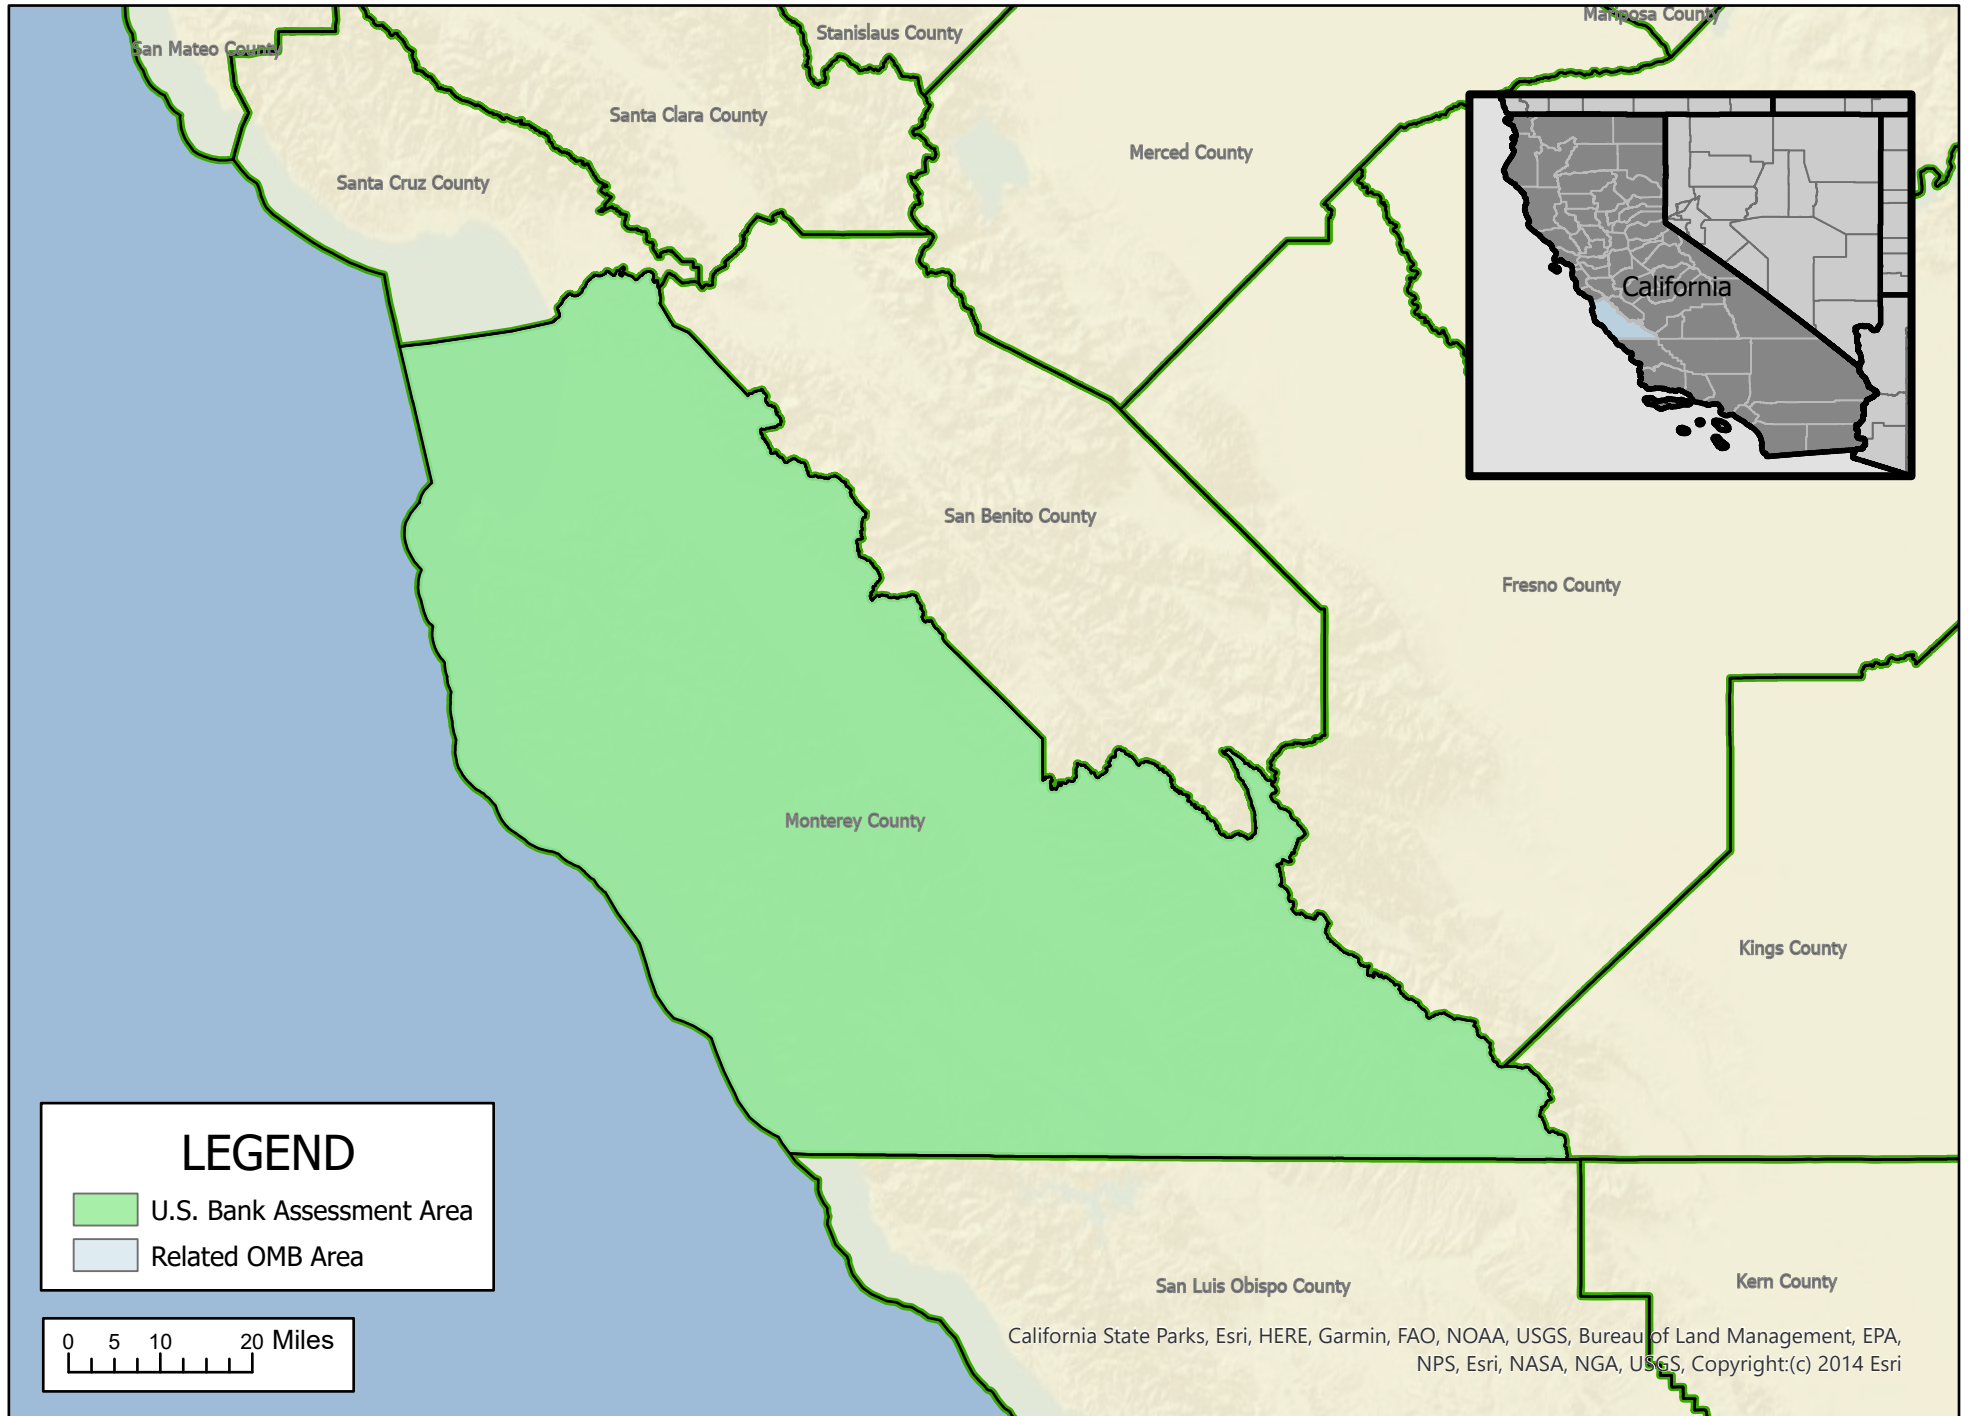 Mariposa County
Stanislaus County
San Mateo County
Santa Clara County
Merced County
Santa Cruz County
California
San Benito County
Fresno County
Monterey County
Kings County
LEGEND
U.S. Bank Assessment Area
Related OMB Area
San Luis Obispo County
Kern County
0 5 10 20 Miles
California State Parks, Esri, HERE, Garmin, FAO, NOAA, USGS, Bureau of Land Management, EPA,
NPS, Esri, NASA, NGA, USGS, Copyright:(c) 2014 Esri